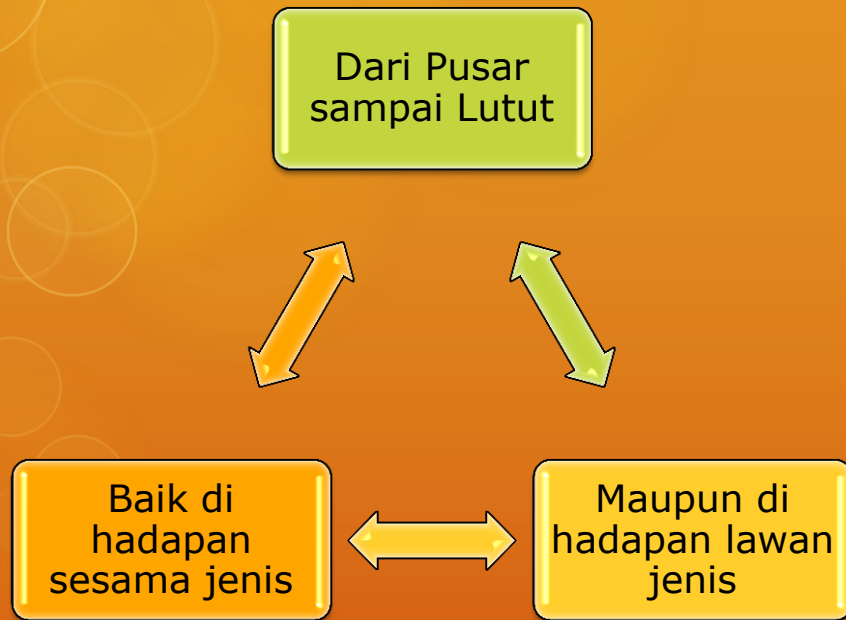 Dari Pusar
sampai Lutut
Baik di
hadapan
sesama jenis
Maupun di
hadapan lawan
jenis